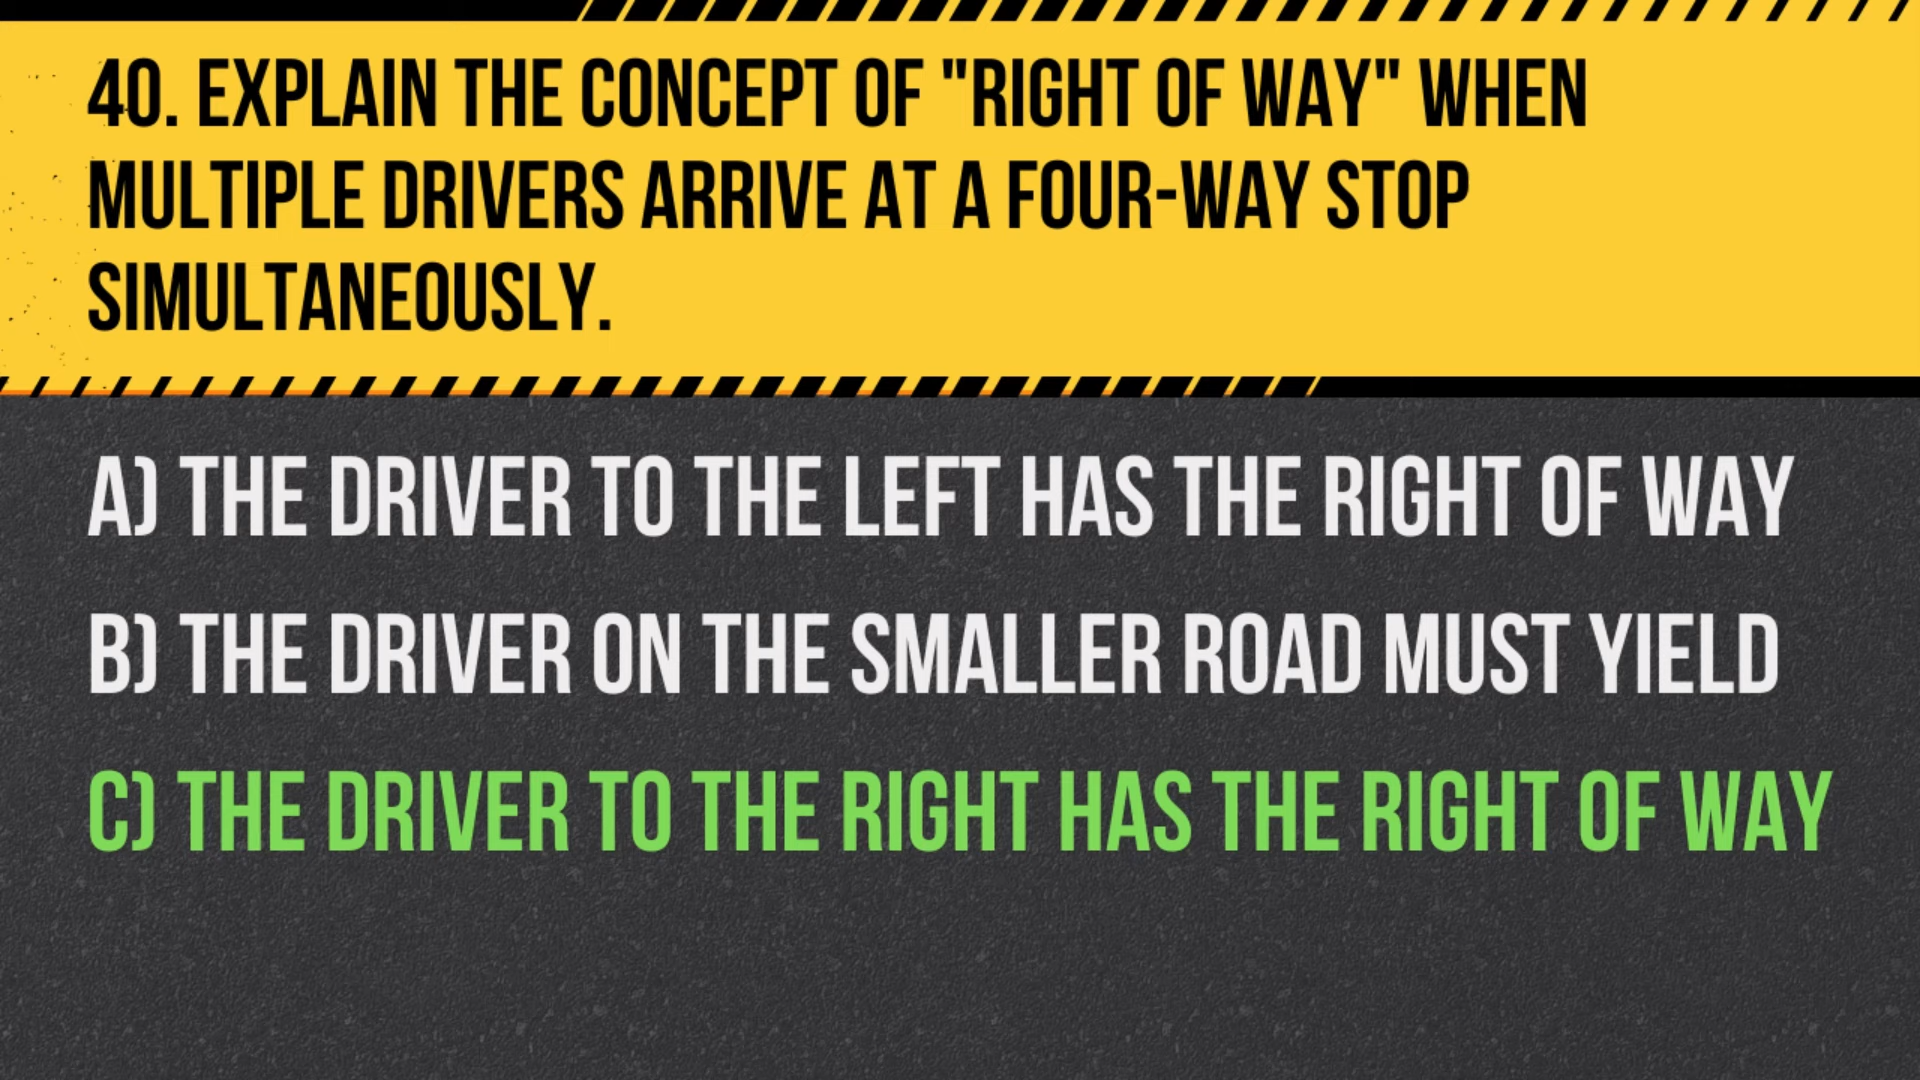 40. EXPLAIN THE CONCEPT OF "RIGHT OF WAY" WHEN
MULTIPLE DRIVERS ARRIVE AT A FOUR-WAY STOP
SIMULTANEOUSLY.
A) THE DRIVER TO THE LEFT HAS THE RIGHT OF WAY
B) THE DRIVER ON THE SMALLER ROAD MUST YIELD
C) THE DRIVER TO THE RIGHT HAS THE RIGHT OF WAY